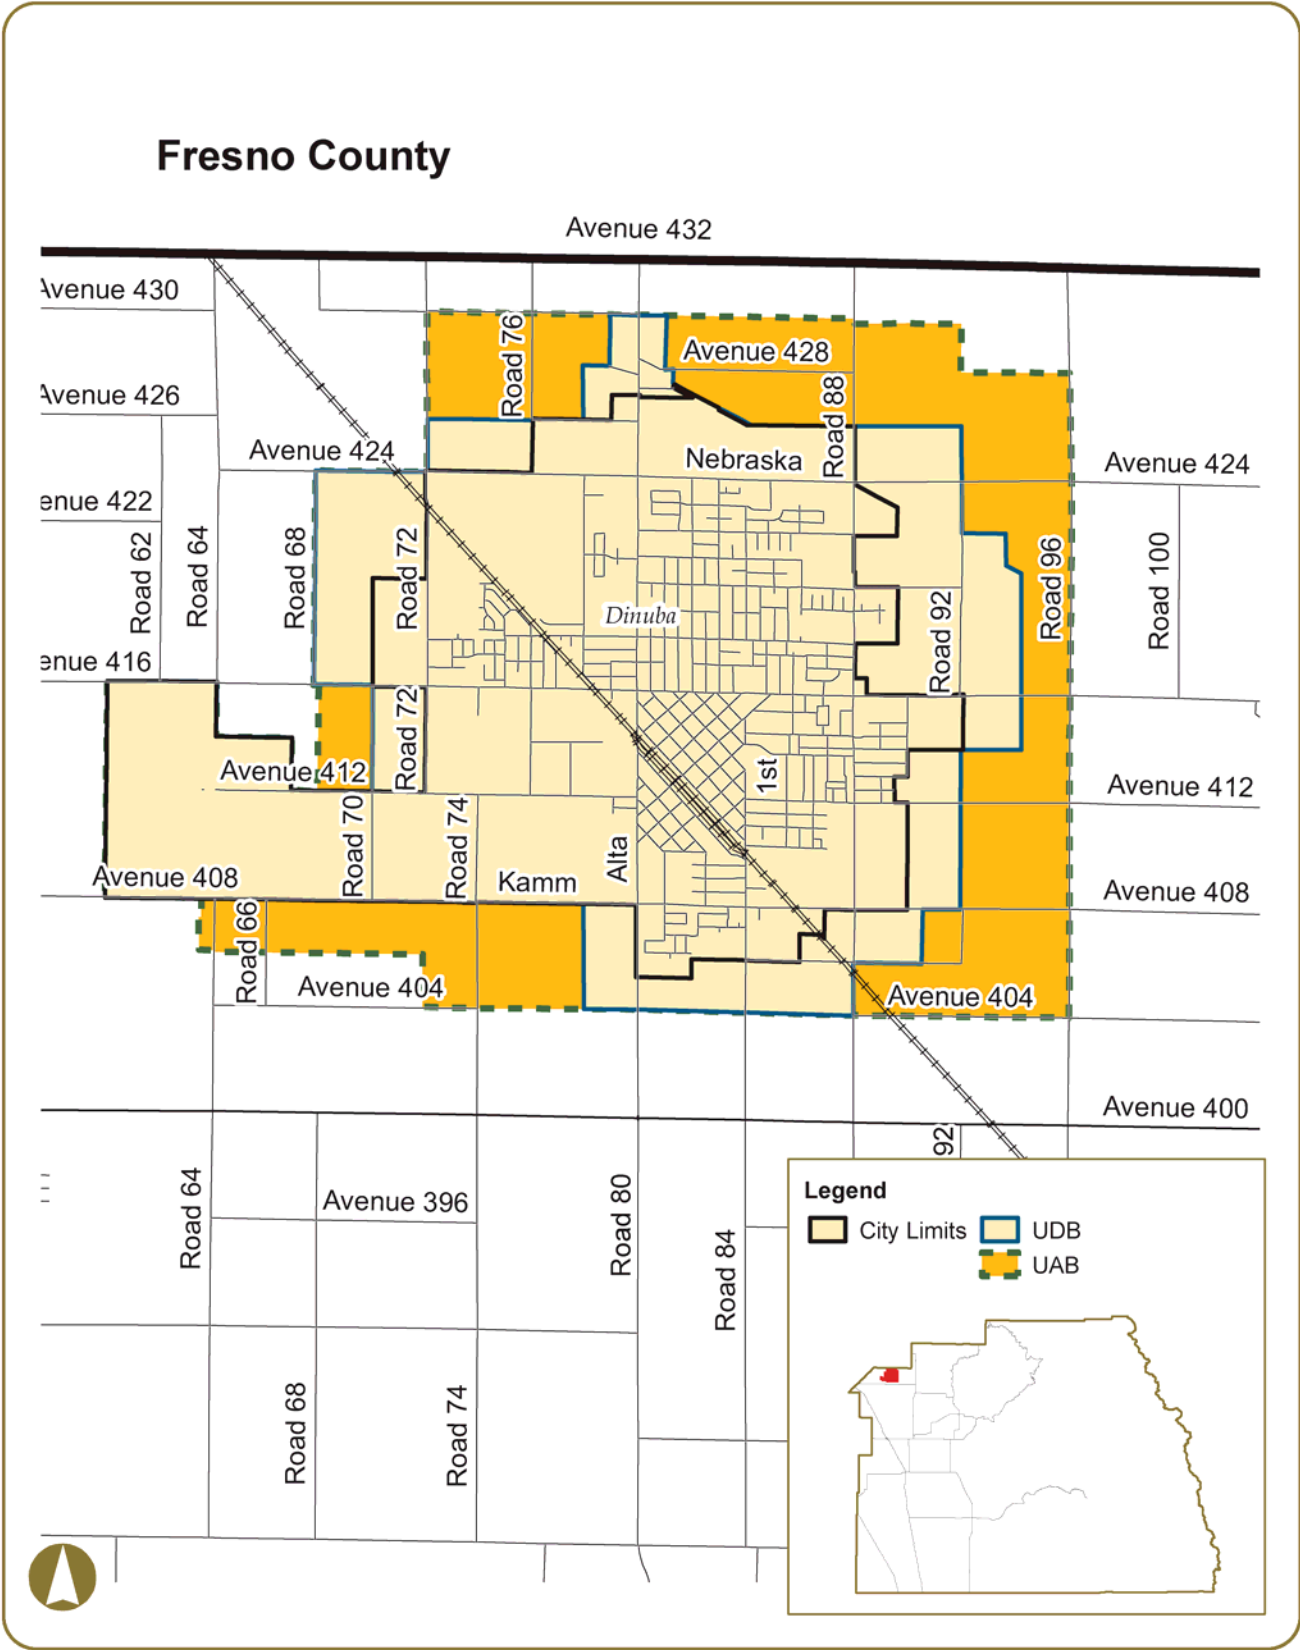 Fresno County
Avenue 432
Avenue 430
Road 76
Avenue 428
Avenue 426
Road 88
Avenue 424
Nebraska
Avenue 424
enue 422
Road 62
Road 64
Road 68
Road 72
Dinuba
Road 92
Road 96
Road 100
enue 416
Road 72
Avenue 412
1st
Avenue 412
Road 70
Road 74
Alta
Avenue 408
Kamm
Avenue 408
Road 66
Avenue 404
Avenue 404
Avenue 400
92
Road 64
Avenue 396
Road 80
Road 84
Road 68
Road 74
Legend
City Limits
UDB
UAB